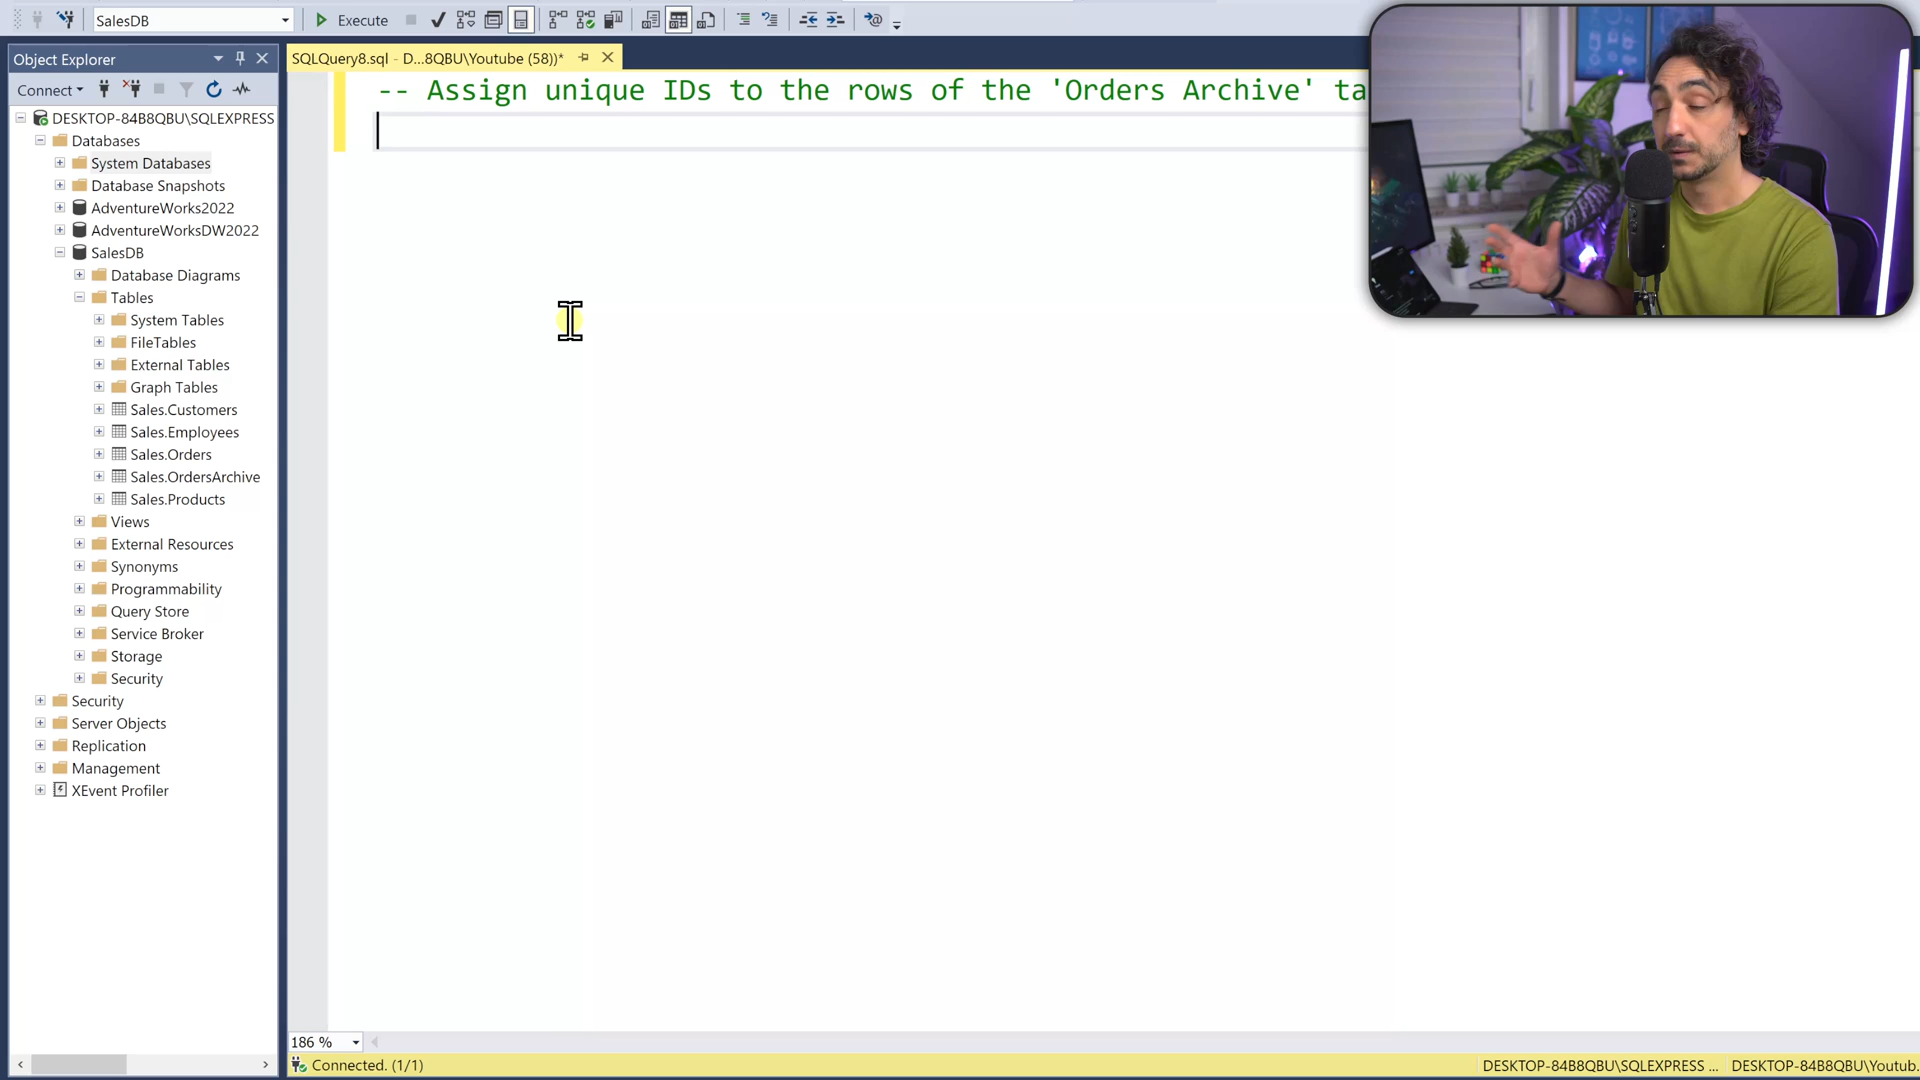 SalesDB
Execute
Object Explorer
SQLQuery8.sql - D...8QBU\Youtube (58))*
Connect
-- Assign unique IDs to the rows of the 'Orders Archive' ta
DESKTOP-84B8QBU\SQLEXPRESS
Databases
System Databases
Database Snapshots
AdventureWorks2022
AdventureWorksDW2022
SalesDB
Database Diagrams
Tables
System Tables
FileTables
External Tables
Graph Tables
Sales.Customers
Sales.Employees
Sales.Orders
Sales.OrdersArchive
Sales.Products
Views
External Resources
Synonyms
Programmability
Query Store
Service Broker
Storage
Security
Security
Server Objects
Replication
Management
XEvent Profiler
186 %
Connected. (1/1)
DESKTOP-84B8QBU\SQLEXPRESS ...
DESKTOP-84B8QBU\Youtub.